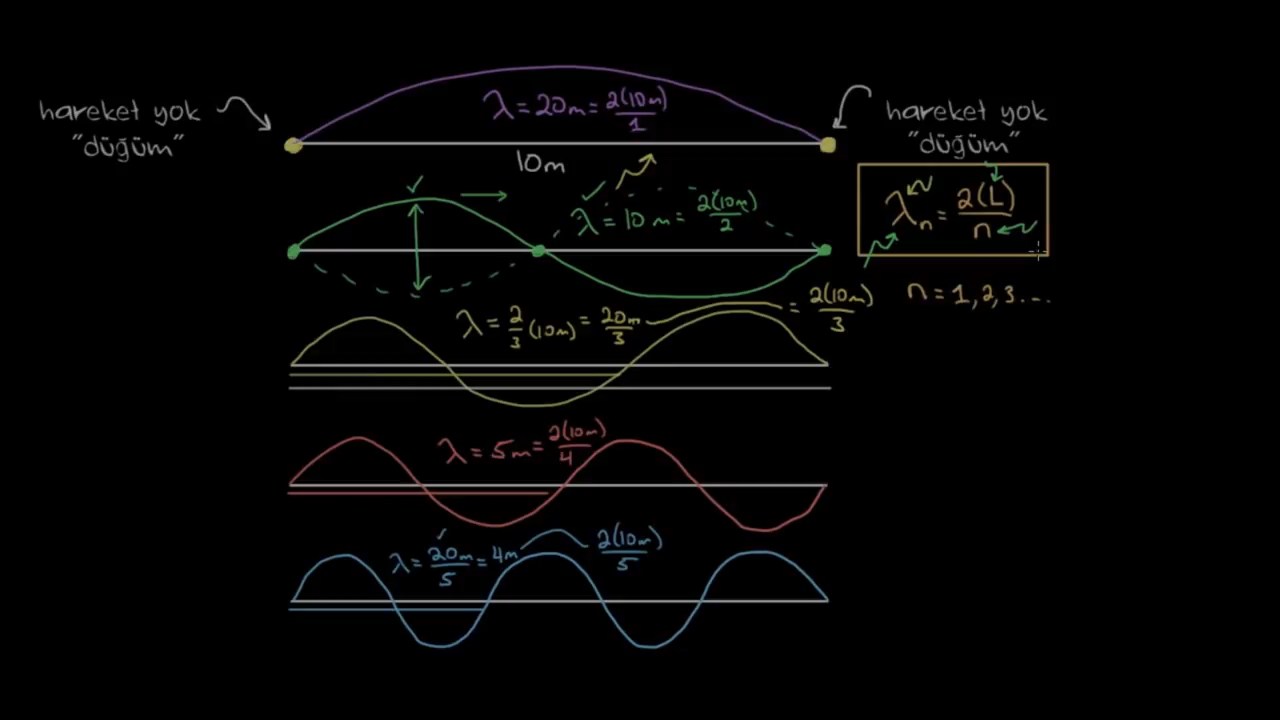 hareket yok
"düğüm"
λ = 20m = 2(10m)/1
10m
hareket yok
"düğüm"
λ = 10m = 2(10m)/2
λₙ = 2(L)/n
n = 1,2,3...
λ = 2/3 (10m) = 20m/3 = 2(10m)/3
λ = 5m = 2(10m)/4
λ = 20m/5 = 4m 2(10m)/5